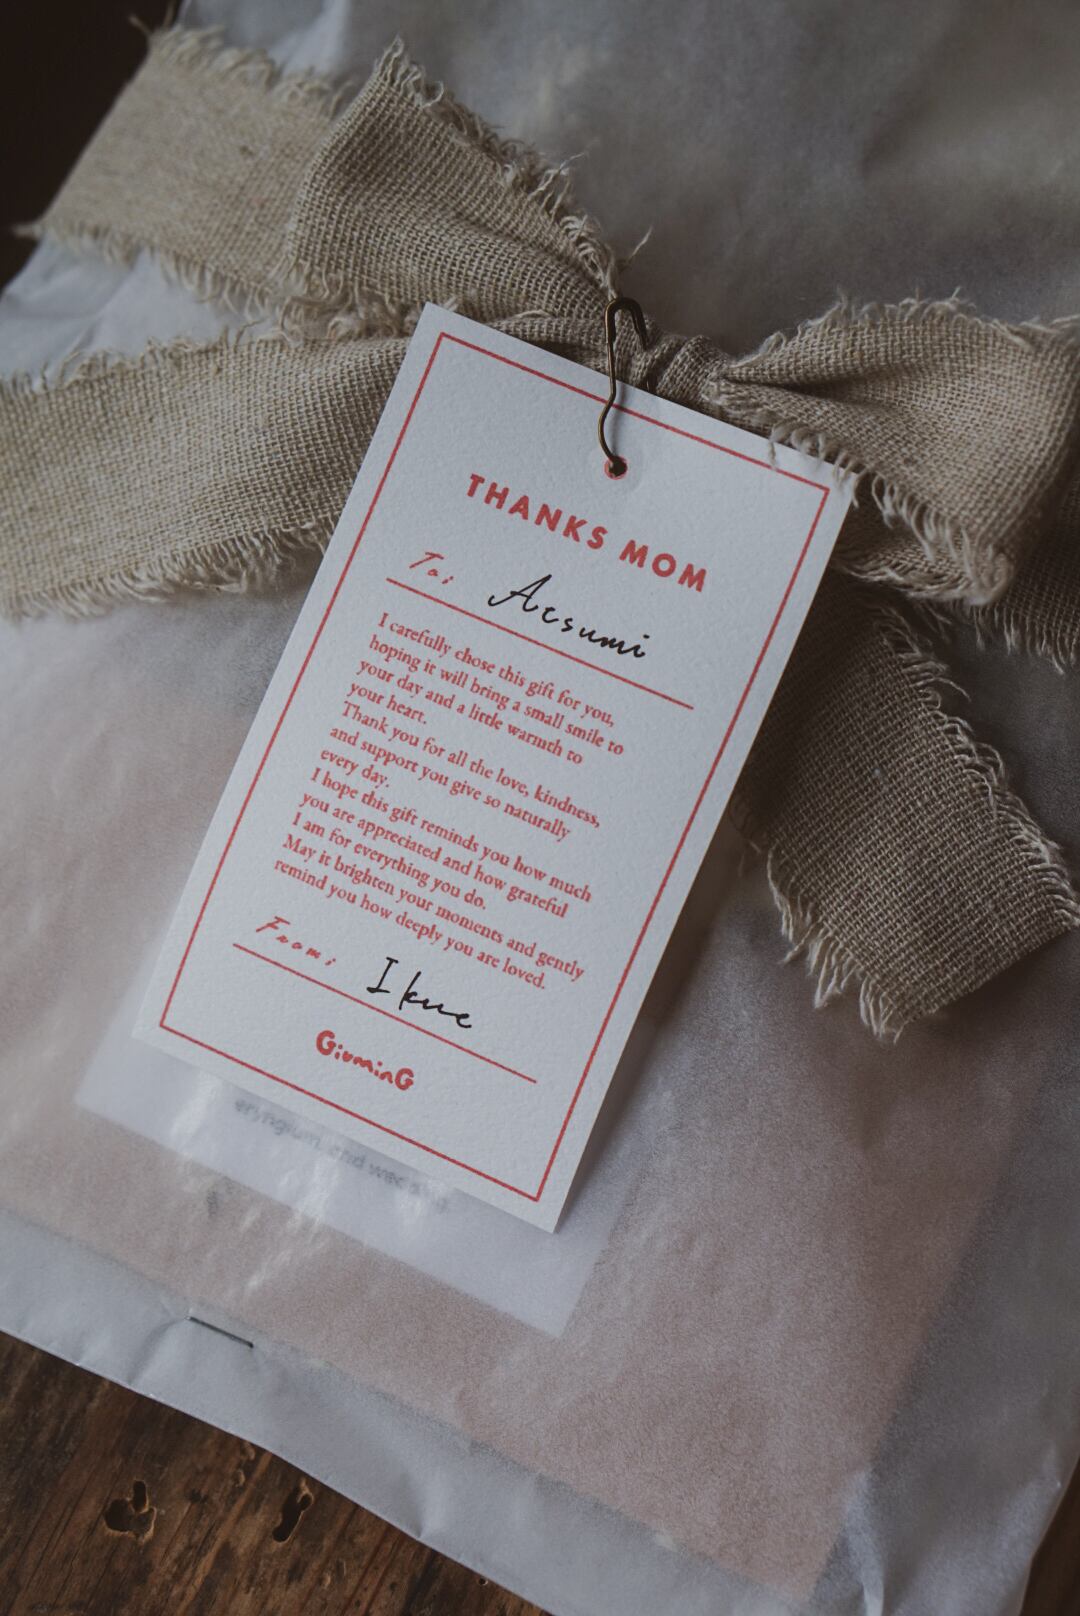 THANKS MOM
To: Acsumi
I carefully chose this gift for you,
hoping it will bring a small smile to
your day and a little warmth to
your heart.
Thank you for all the love, kindness,
and support you give so naturally
every day.
I hope this gift reminds you how much
you are appreciated and how grateful
I am for everything you do.
May it brighten your moments and gently
remind you how deeply you are loved.
From: Ikue
GiuminG
eryngium and